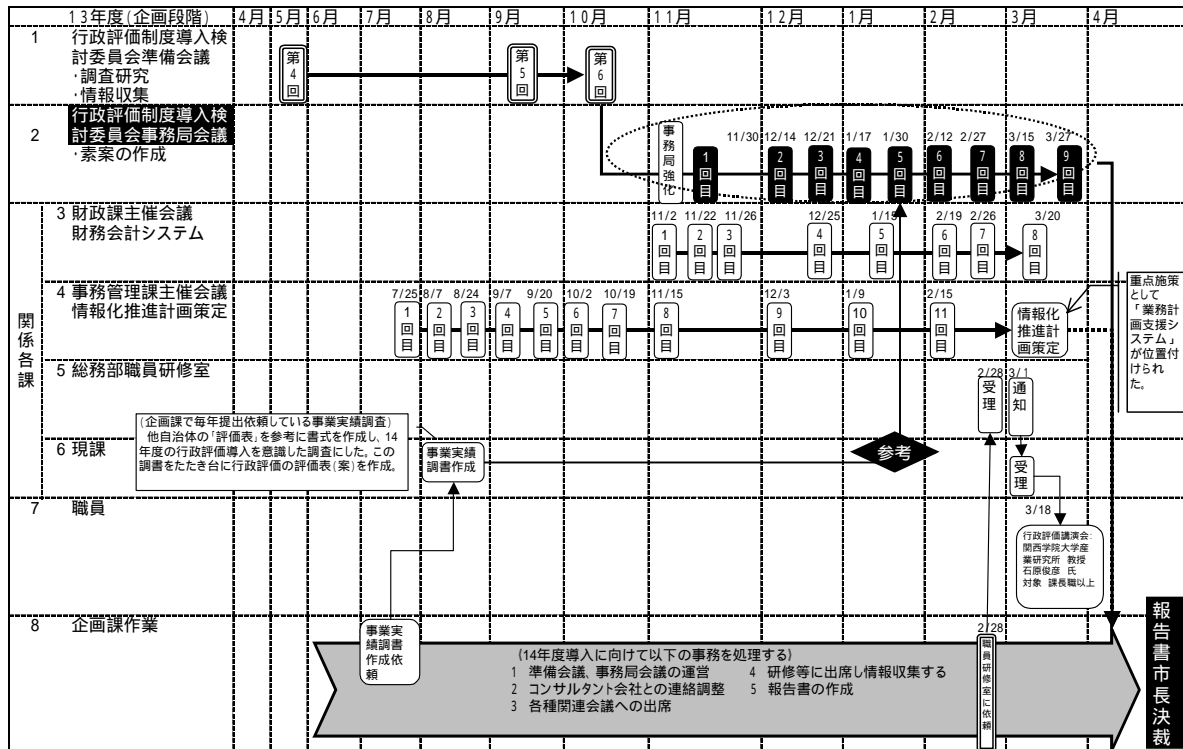 13年度(企画段階) 4月 5月 6月 7月 8月 9月 10月 11月 12月 1月 2月 3月 4月
1 行政評価制度導入検
討委員会準備会議
・調査研究
・情報収集
第4回
第5回
第6回
2 行政評価制度導入検
討委員会事務局会議
・素案の作成
事務局強化
11/30 12/14 12/21 1/17 1/30 2/12 2/27 3/15 3/27
1回目 2回目 3回目 4回目 5回目 6回目 7回目 8回目 9回目
関係各課
3 財政課主催会議
財務会計システム
11/2 11/22 11/26 12/25 1/15 2/19 2/26 3/20
1回目 2回目 3回目 4回目 5回目 6回目 7回目 8回目
4 事務管理課主催会議
情報化推進計画策定
7/25 8/7 8/24 9/7 9/20 10/2 10/19 11/15 12/3 1/9 2/15
1回目 2回目 3回目 4回目 5回目 6回目 7回目 8回目 9回目 10回目 11回目
情報化
推進計
画策定
重点施策
として
「業務計
画支援シ
ステム」
が位置付
けられ
た。
5 総務部職員研修室
2/28 3/1
受理
通知
6 現課
(企画課で毎年提出依頼している事業実績調査)
他自治体の「評価表」を参考に書式を作成し、14
年度の行政評価導入を意識した調査にした。この
調書をたたき台に行政評価の評価表(案)を作成。
事業実績
調書作成
参考
受理
7 職員
3/18
行政評価講演会:
関西学院大学産
業研究所 教授
石原俊彦 氏
対象 課長職以上
8 企画課作業
事業実
績調書
作成依
頼
(14年度導入に向けて以下の事務を処理する)
1 準備会議、事務局会議の運営 4 研修等に出席し情報収集する
2 コンサルタント会社との連絡調整 5 報告書の作成
3 各種関連会議への出席
2/28
職員研修室に依頼
報告書市長決裁